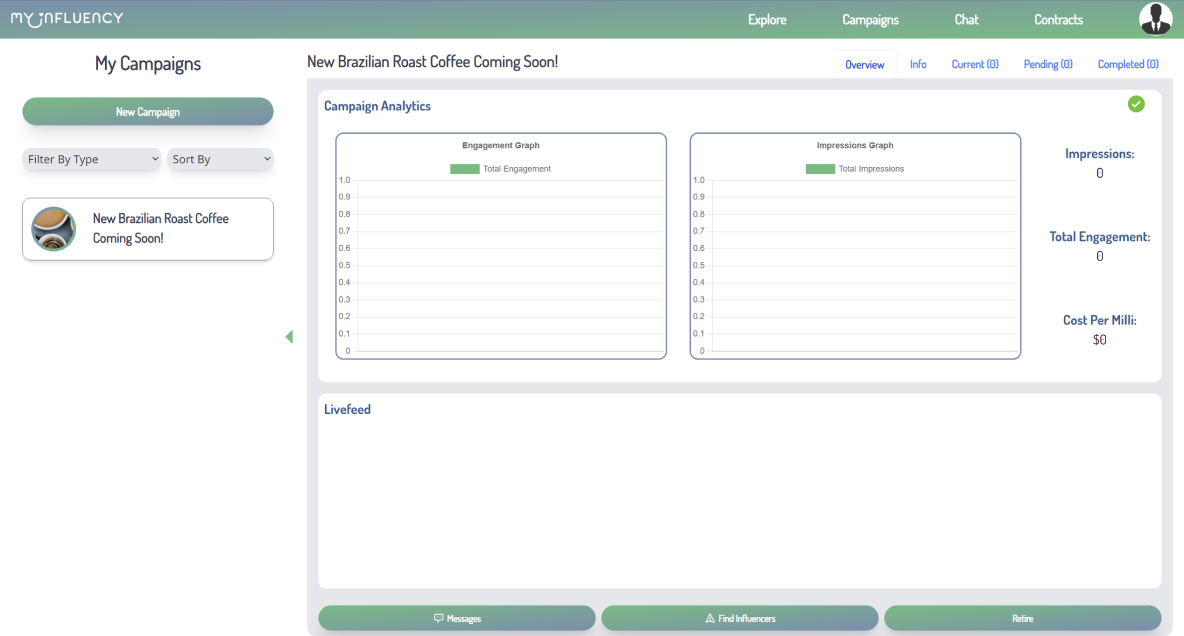 MY INFLUENCY
Explore
Campaigns
Chat
Contracts
My Campaigns
New Campaign
Filter By Type
Sort By
New Brazilian Roast Coffee
Coming Soon!
New Brazilian Roast Coffee Coming Soon!
Overview
Info
Current (0)
Pending (0)
Completed (0)
Campaign Analytics
Engagement Graph
Total Engagement
1.0
0.9
0.8
0.7
0.6
0.5
0.4
0.3
0.2
0.1
0
Impressions Graph
Total Impressions
1.0
0.9
0.8
0.7
0.6
0.5
0.4
0.3
0.2
0.1
0
Impressions:
0
Total Engagement:
0
Cost Per Milli:
$0
Livefeed
Messages
Find Influencers
Retire